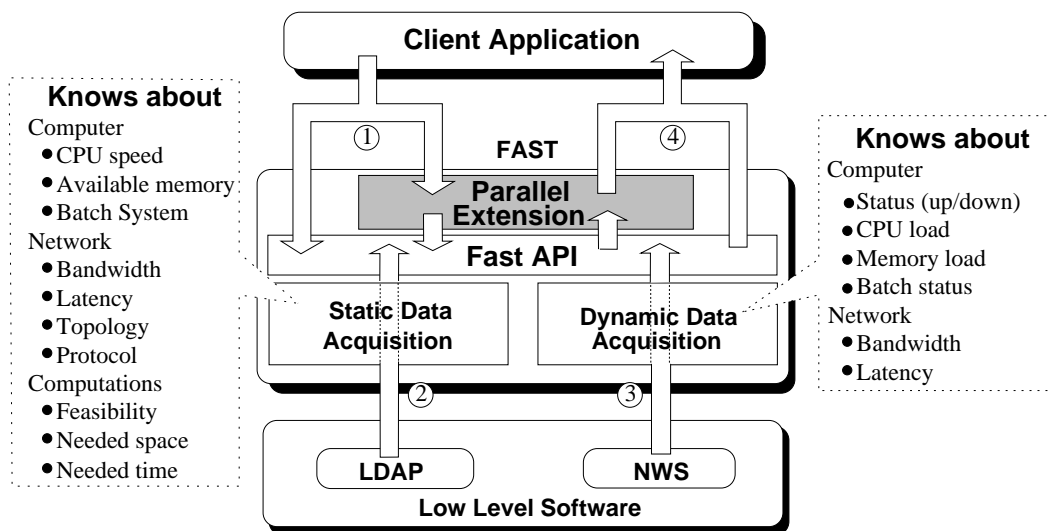 Client Application
Knows about
Computer
● CPU speed
● Available memory
● Batch System
Network
● Bandwidth
● Latency
● Topology
● Protocol
Computations
● Feasibility
● Needed space
● Needed time
1
4
FAST
Parallel
Extension
Fast API
Static Data
Acquisition
Dynamic Data
Acquisition
2
3
LDAP
NWS
Low Level Software
Knows about
Computer
● Status (up/down)
● CPU load
● Memory load
● Batch status
Network
● Bandwidth
● Latency